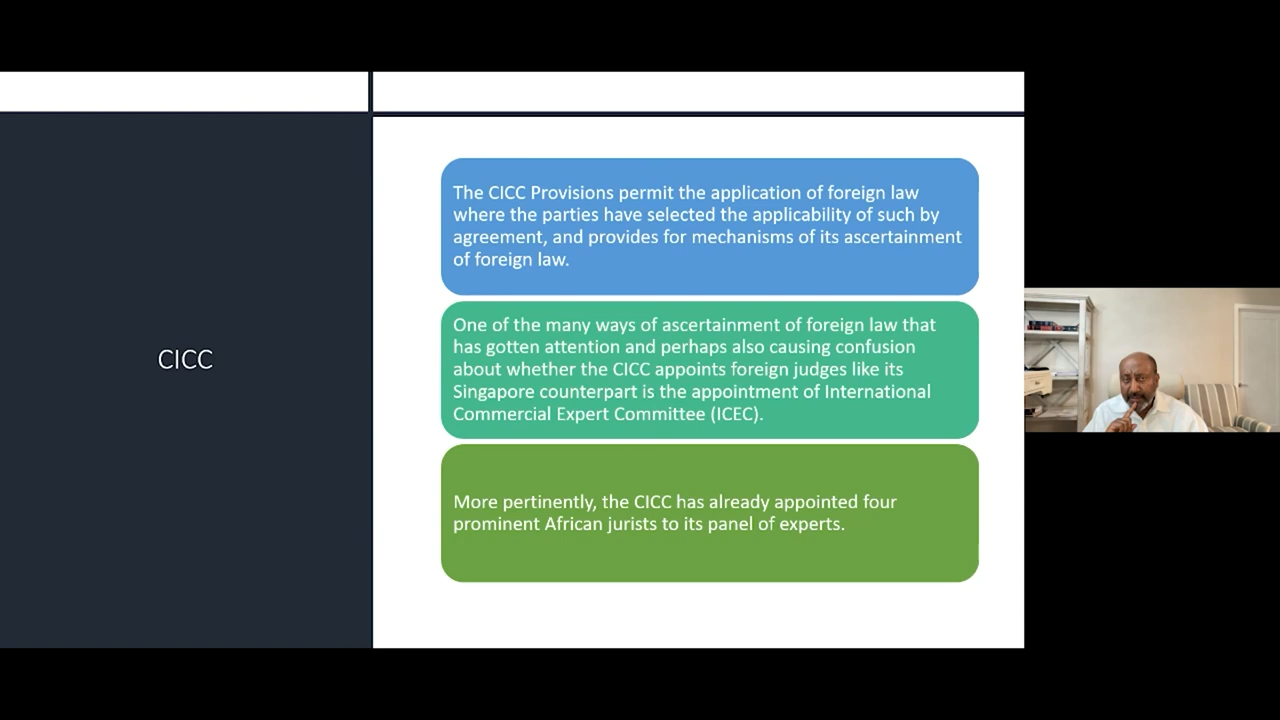 CICC
The CICC Provisions permit the application of foreign law
where the parties have selected the applicability of such by
agreement, and provides for mechanisms of its ascertainment
of foreign law.
One of the many ways of ascertainment of foreign law that
has gotten attention and perhaps also causing confusion
about whether the CICC appoints foreign judges like its
Singapore counterpart is the appointment of International
Commercial Expert Committee (ICEC).
More pertinently, the CICC has already appointed four
prominent African jurists to its panel of experts.